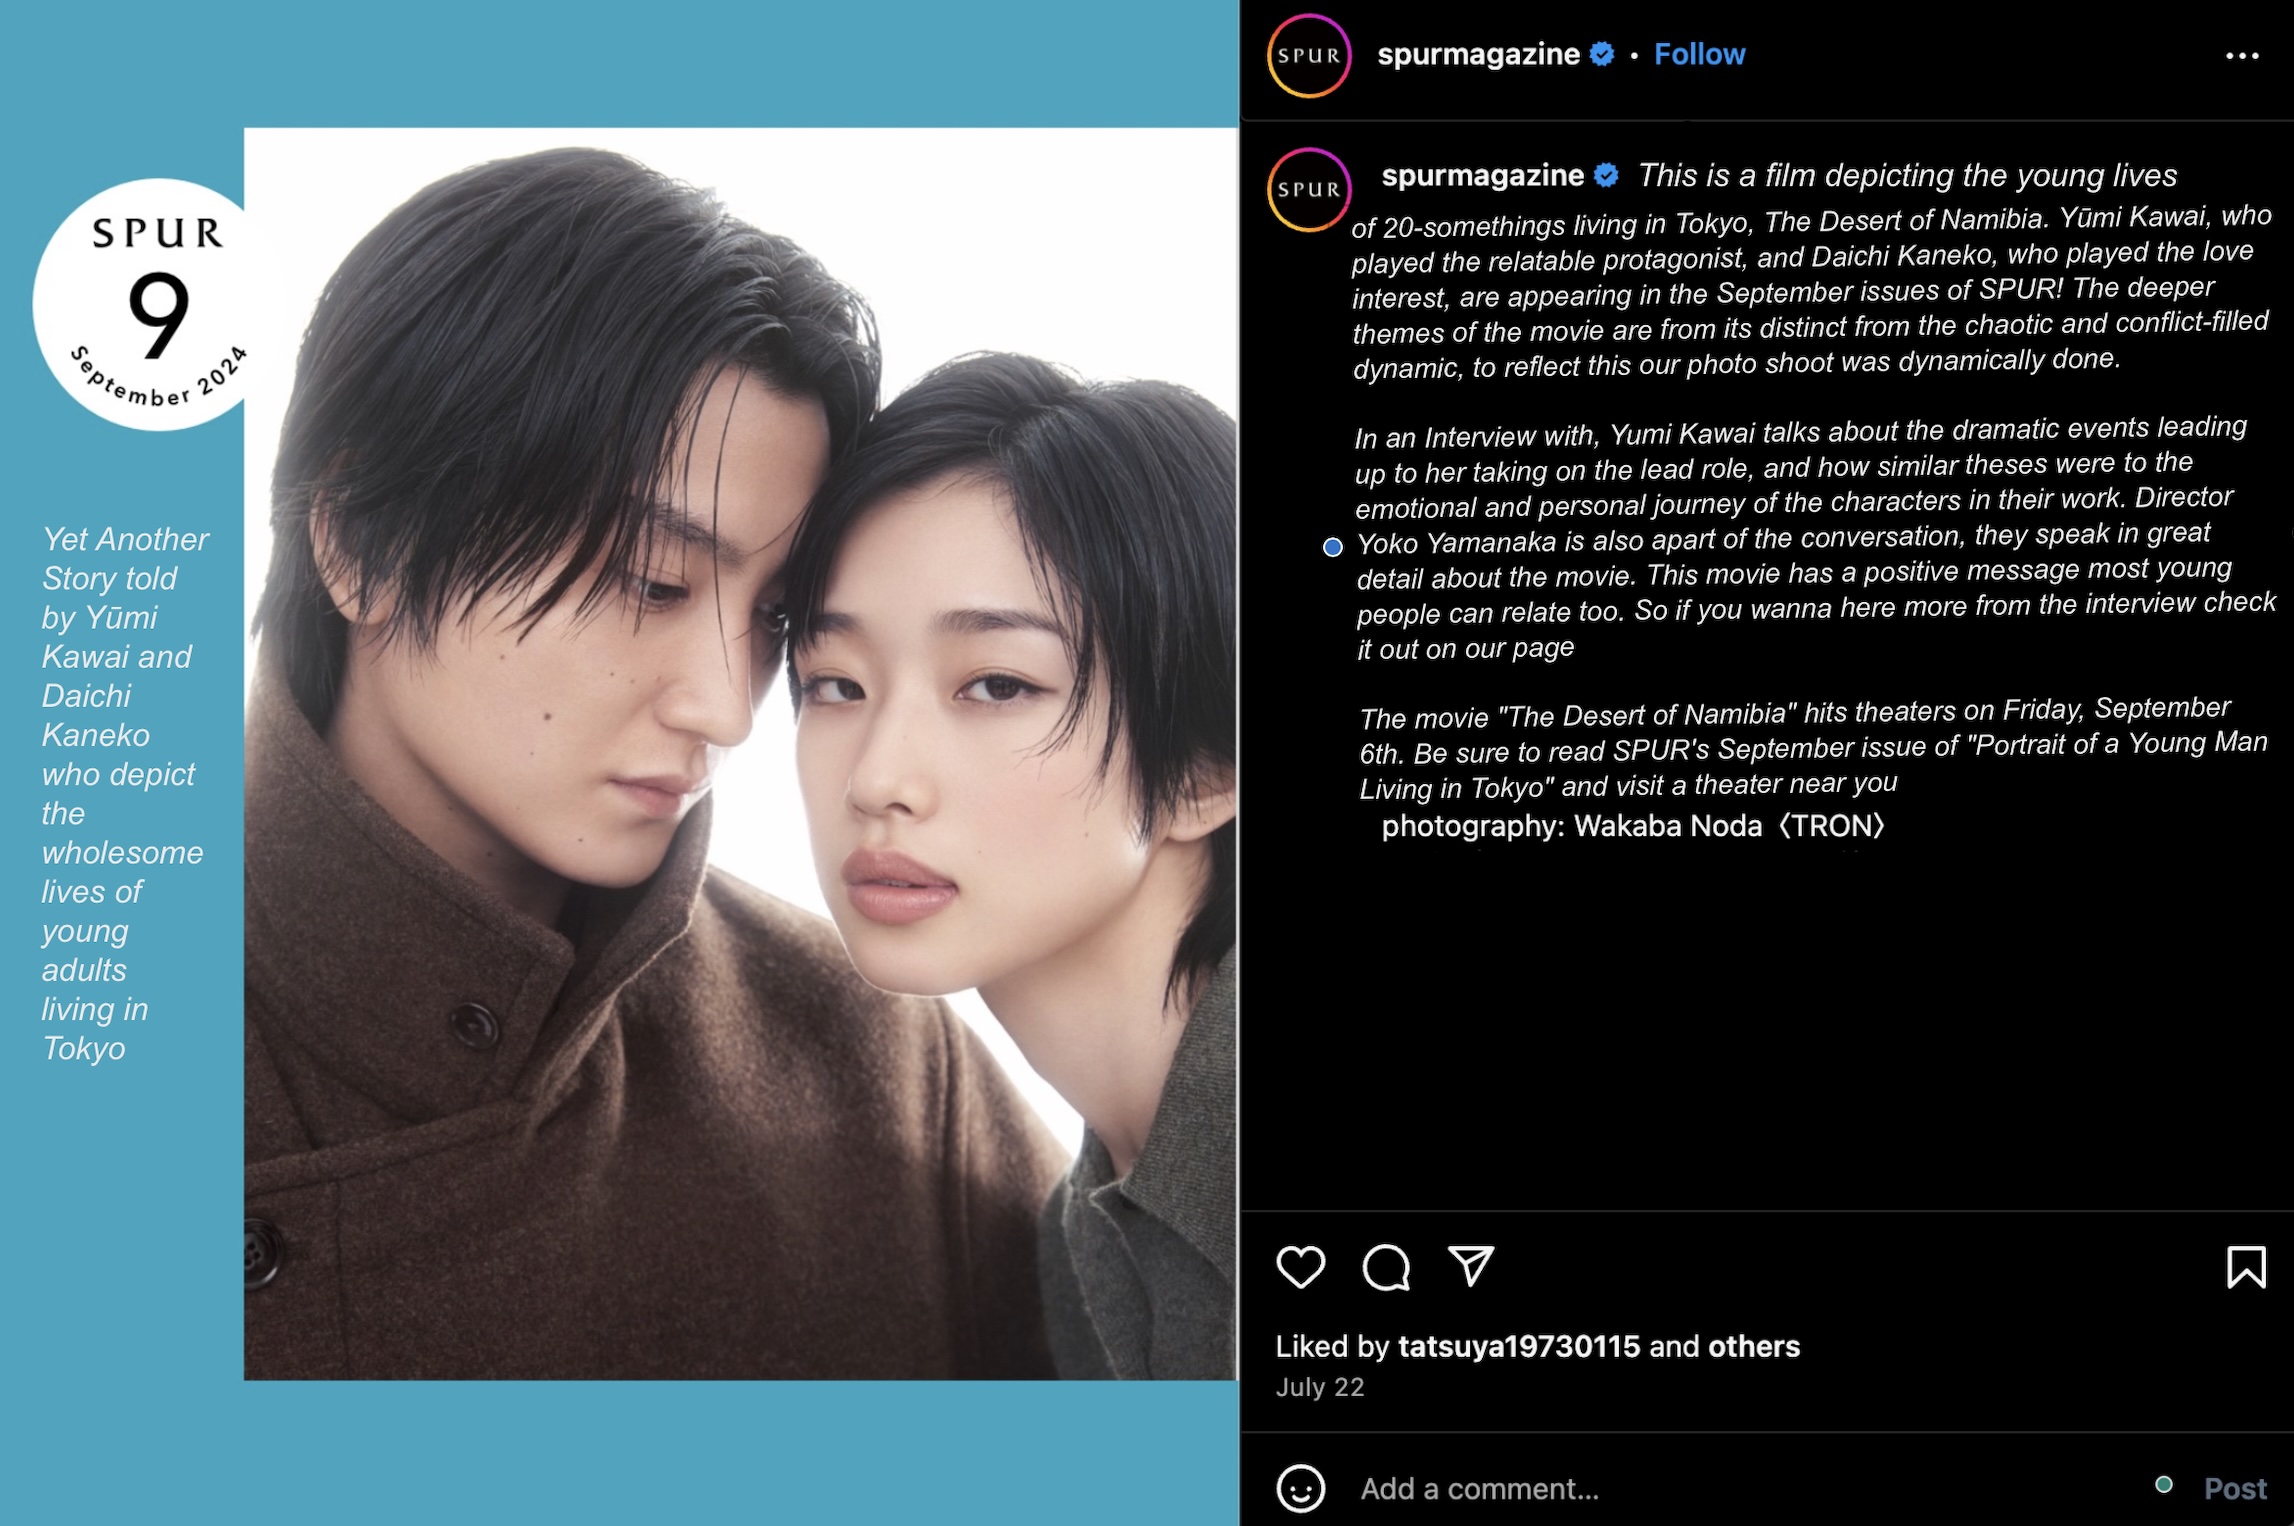 SPUR
9
September 2024
Yet Another
Story told
by Yūmi
Kawai and
Daichi
Kaneko
who depict
the
wholesome
lives of
young
adults
living in
Tokyo
SPUR
spurmagazine • Follow
SPUR
spurmagazine This is a film depicting the young lives
of 20-somethings living in Tokyo, The Desert of Namibia. Yūmi Kawai, who
played the relatable protagonist, and Daichi Kaneko, who played the love
interest, are appearing in the September issues of SPUR! The deeper
themes of the movie are from its distinct from the chaotic and conflict-filled
dynamic, to reflect this our photo shoot was dynamically done.
In an Interview with, Yumi Kawai talks about the dramatic events leading
up to her taking on the lead role, and how similar theses were to the
emotional and personal journey of the characters in their work. Director
Yoko Yamanaka is also apart of the conversation, they speak in great
detail about the movie. This movie has a positive message most young
people can relate too. So if you wanna here more from the interview check
it out on our page
The movie "The Desert of Namibia" hits theaters on Friday, September
6th. Be sure to read SPUR's September issue of "Portrait of a Young Man
Living in Tokyo" and visit a theater near you
photography: Wakaba Noda〈TRON〉
Liked by tatsuya19730115 and others
July 22
Add a comment...
Post